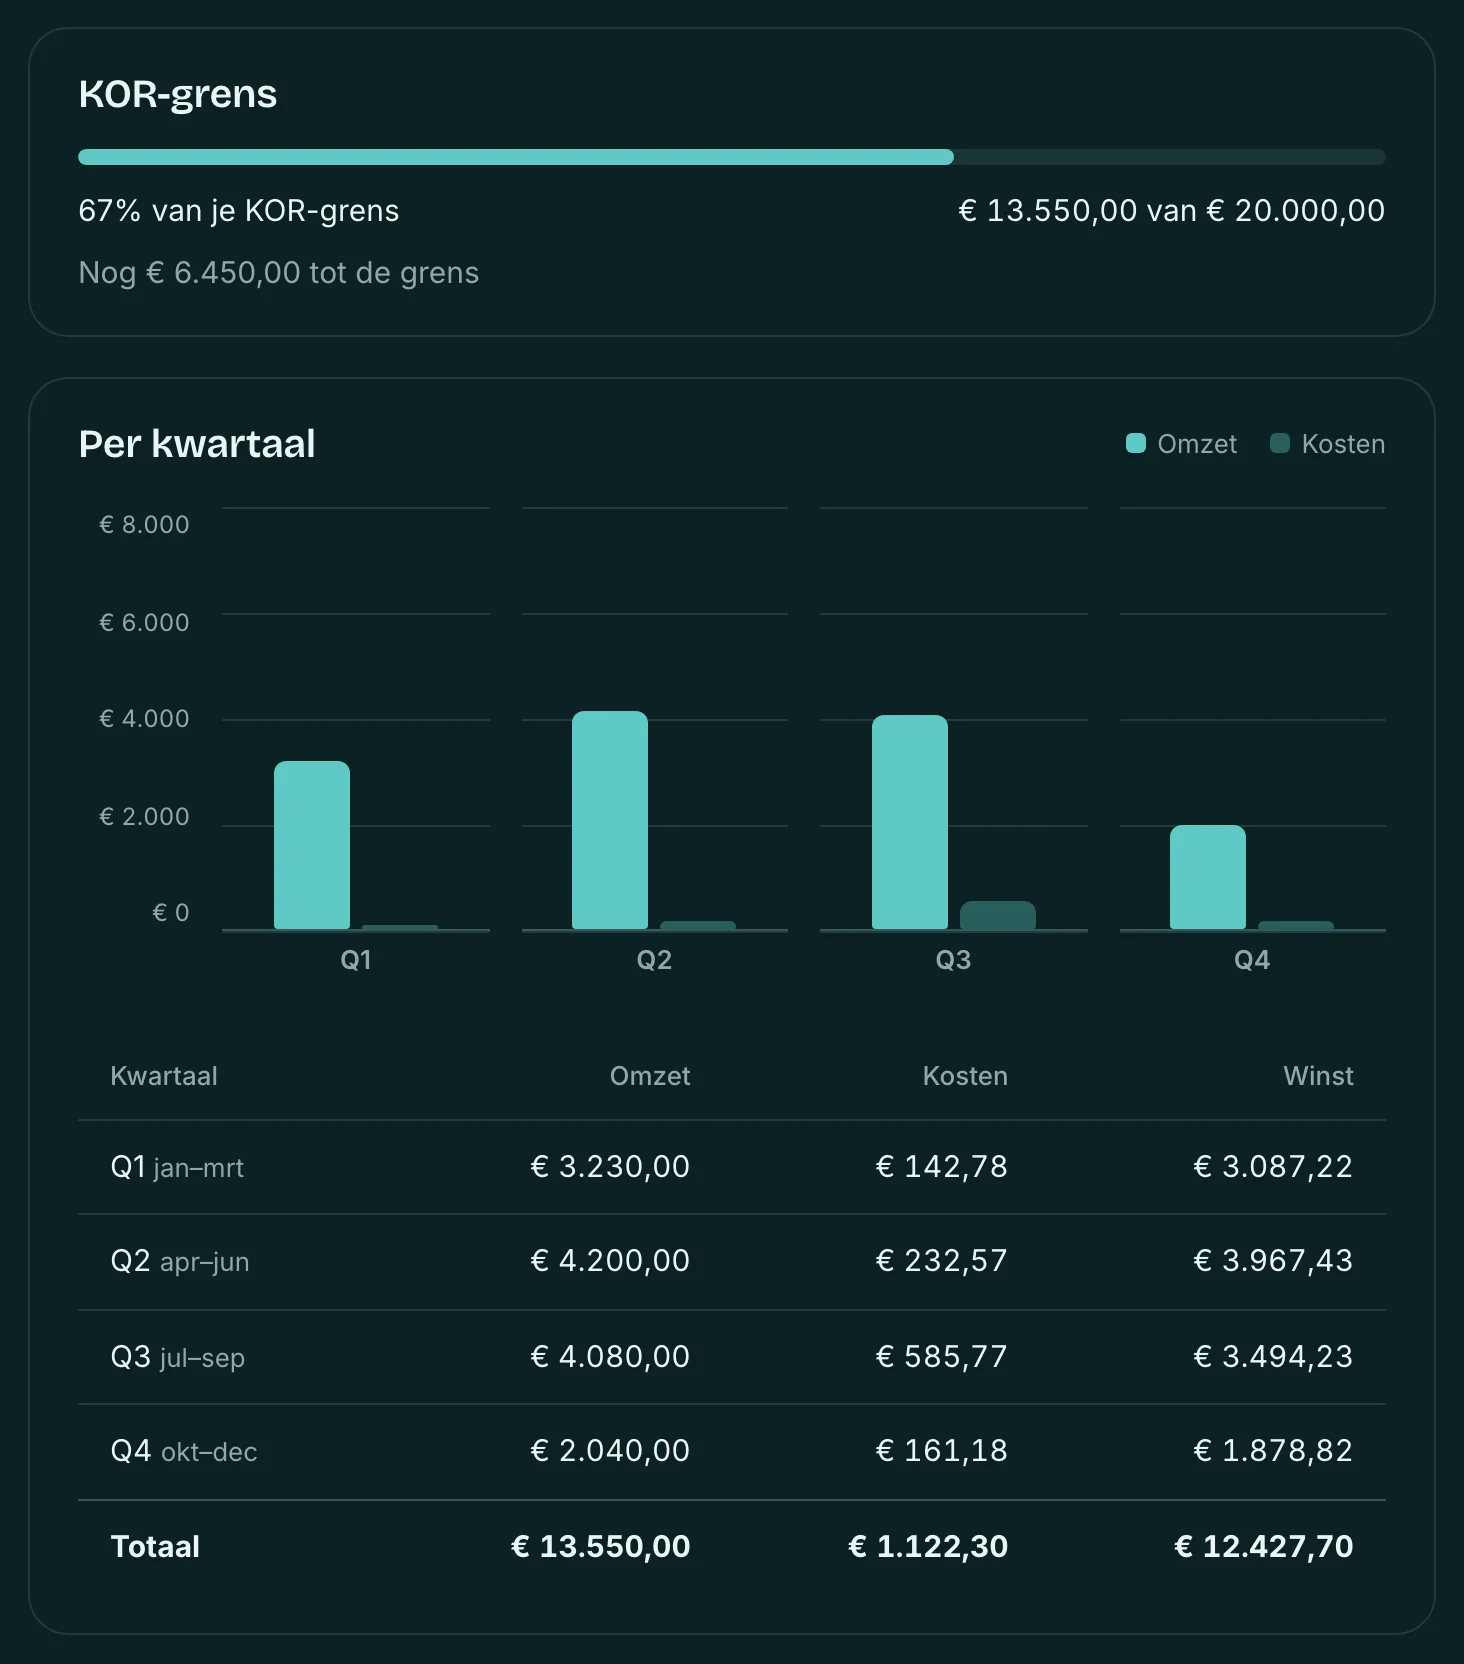 KOR-grens
67% van je KOR-grens € 13.550,00 van € 20.000,00
Nog € 6.450,00 tot de grens
Per kwartaal Omzet Kosten
€ 8.000
€ 6.000
€ 4.000
€ 2.000
€ 0
Q1 Q2 Q3 Q4
Kwartaal Omzet Kosten Winst
Q1 jan–mrt € 3.230,00 € 142,78 € 3.087,22
Q2 apr–jun € 4.200,00 € 232,57 € 3.967,43
Q3 jul–sep € 4.080,00 € 585,77 € 3.494,23
Q4 okt–dec € 2.040,00 € 161,18 € 1.878,82
Totaal € 13.550,00 € 1.122,30 € 12.427,70